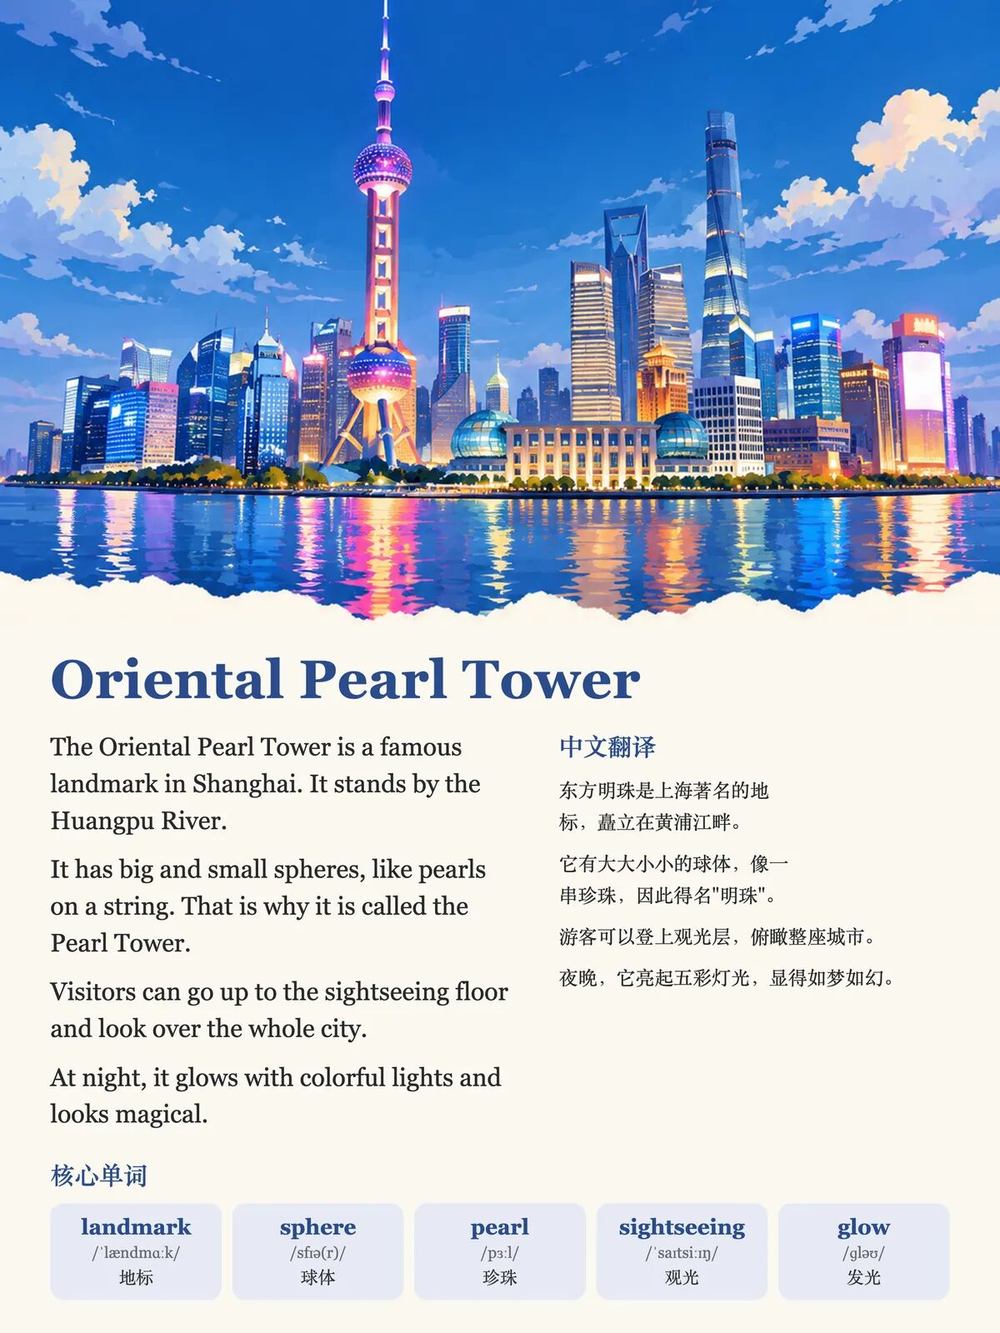 Oriental Pearl Tower
The Oriental Pearl Tower is a famous
landmark in Shanghai. It stands by the
Huangpu River.
It has big and small spheres, like pearls
on a string. That is why it is called the
Pearl Tower.
Visitors can go up to the sightseeing floor
and look over the whole city.
At night, it glows with colorful lights and
looks magical.
中文翻译
东方明珠是上海著名的地
标，矗立在黄浦江畔。
它有大大小小的球体，像一
串珍珠，因此得名"明珠"。
游客可以登上观光层，俯瞰整座城市。
夜晚，它亮起五彩灯光，显得如梦如幻。
核心单词
landmark
/ˈlændmɑːk/
地标
sphere
/sfɪə(r)/
球体
pearl
/pɜːl/
珍珠
sightseeing
/ˈsaɪtsiːɪŋ/
观光
glow
/ɡləʊ/
发光